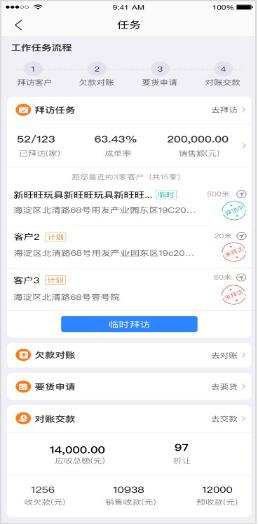 9:41 AM 100%
任务
工作任务流程
1 2 3 4
拜访客户 欠款对账 要货申请 对账交款
拜访任务 去拜访
52/123 63.43% 200,000.00
已拜访(家) 成单率 销售额(元)
距您最近的3家客户（共15家）
新旺旺玩具新旺旺玩具新旺旺... 临时 500米
海淀区北清路68号用友产业园东区19C20...
客户2 计划 20米
海淀区北清路68号用友产业园东区19c20...
客户3 计划 60米
海淀区北清路68号壹号院
临时拜访
欠款对账 去对账
要货申请 去要货
对账交款 去交款
14,000.00 97
应收总额(元) 折让
1256 10938 12000
收欠款(元) 销售收款(元) 预收款(元)